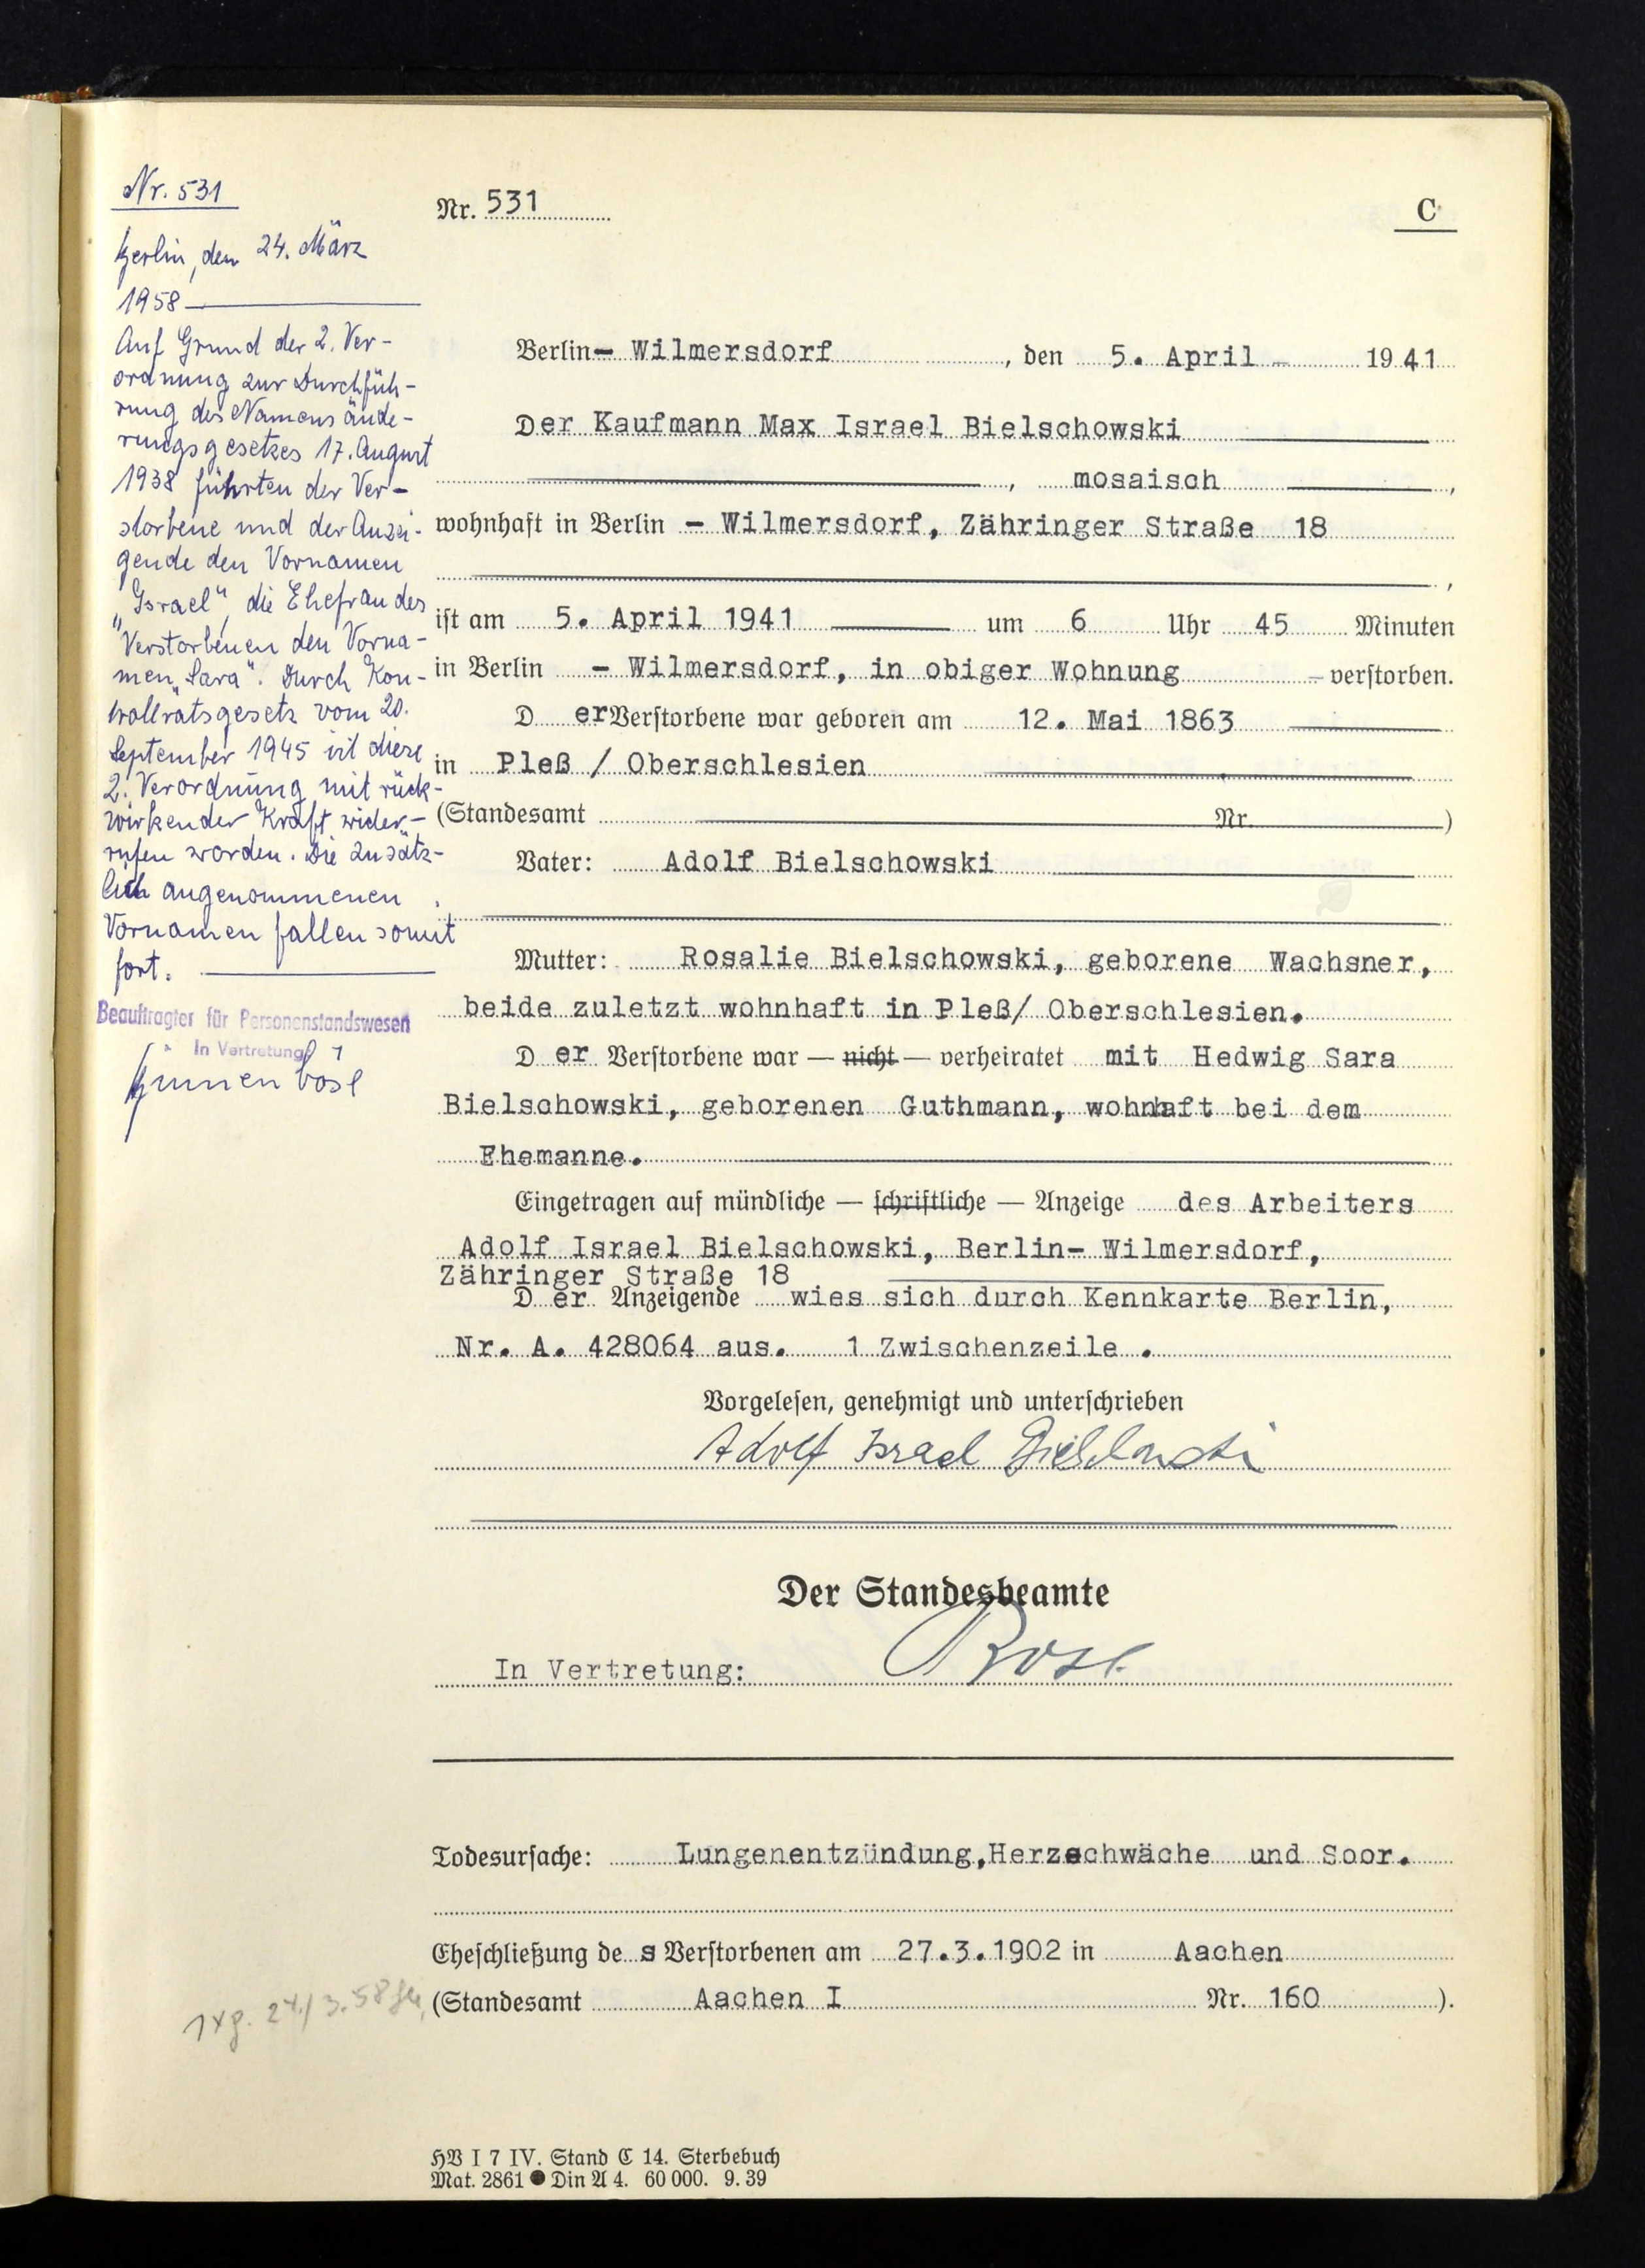 Nr. 531
Berlin, den 24. März
1958
Auf Grund der 2. Ver-
ordnung zur Durchfüh-
rung des Namensände-
rungsgesetzes 17. August
1938 führten der Ver-
storbene und der Anzei-
gende den Vornamen
„Israel“, die Ehefrau des
Verstorbenen den Vorna-
men „Sara“. Durch Kon-
trollratsgesetz vom 20.
September 1945 ist diese
2. Verordnung mit rück-
wirkender Kraft wider-
rufen worden. Die zusätz-
lich angenommenen
Vornamen fallen somit
fort.
Beauftragter für Personenstandswesen
In Vertretung
Nr. 531
C
Berlin- Wilmersdorf, den 5. April - 1941
Der Kaufmann Max Israel Bielschowski
, mosaisch,
wohnhaft in Berlin - Wilmersdorf, Zähringer Straße 18
,
ist am 5. April 1941 um 6 Uhr 45 Minuten
in Berlin - Wilmersdorf, in obiger Wohnung - verstorben.
D er Verstorbene war geboren am 12. Mai 1863
in Pleß / Oberschlesien
(Standesamt Nr. )
Vater: Adolf Bielschowski
Mutter: Rosalie Bielschowski, geborene Wachsner,
beide zuletzt wohnhaft in Pleß/ Oberschlesien.
D er Verstorbene war — nicht — verheiratet mit Hedwig Sara
Bielschowski, geborenen Guthmann, wohnhaft bei dem
Ehemanne.
Eingetragen auf mündliche — schriftliche — Anzeige des Arbeiters
Adolf Israel Bielschowski, Berlin- Wilmersdorf,
Zähringer Straße 18
D er Anzeigende wies sich durch Kennkarte Berlin,
Nr. A. 428064 aus. 1 Zwischenzeile .
Vorgelesen, genehmigt und unterschrieben
Adolf Israel Bielschowski
Der Standesbeamte
In Vertretung: Rose
Todesursache: Lungenentzündung,Herzschwäche und Soor.
Eheschließung de s Verstorbenen am 27.3.1902 in Aachen
(Standesamt Aachen I Nr. 160 ).
24./3.58
HB I 7 IV. Stand C 14. Sterbebuch
Mat. 2861 ● Din A 4. 60 000. 9. 39